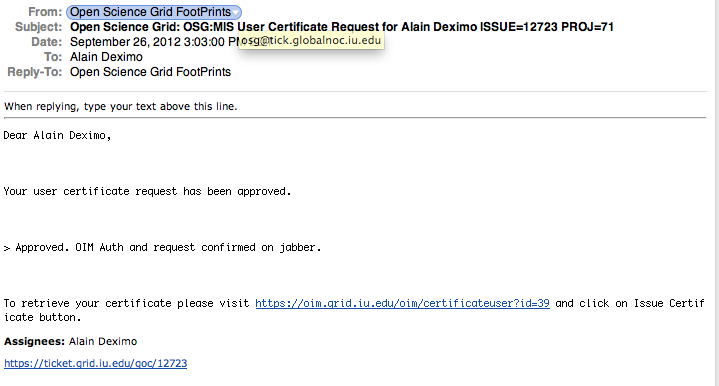 From: Open Science Grid FootPrints
Subject: Open Science Grid: OSG:MIS User Certificate Request for Alain Deximo ISSUE=12723 PROJ=71
Date: September 26, 2012 3:03:00 PM
osg@tick.globalnoc.iu.edu
To: Alain Deximo
Reply-To: Open Science Grid FootPrints
When replying, type your text above this line.
Dear Alain Deximo,
Your user certificate request has been approved.
> Approved. OIM Auth and request confirmed on jabber.
To retrieve your certificate please visit https://oim.grid.iu.edu/oim/certificateuser?id=39 and click on Issue Certif
icate button.
Assignees: Alain Deximo
https://ticket.grid.iu.edu/goc/12723